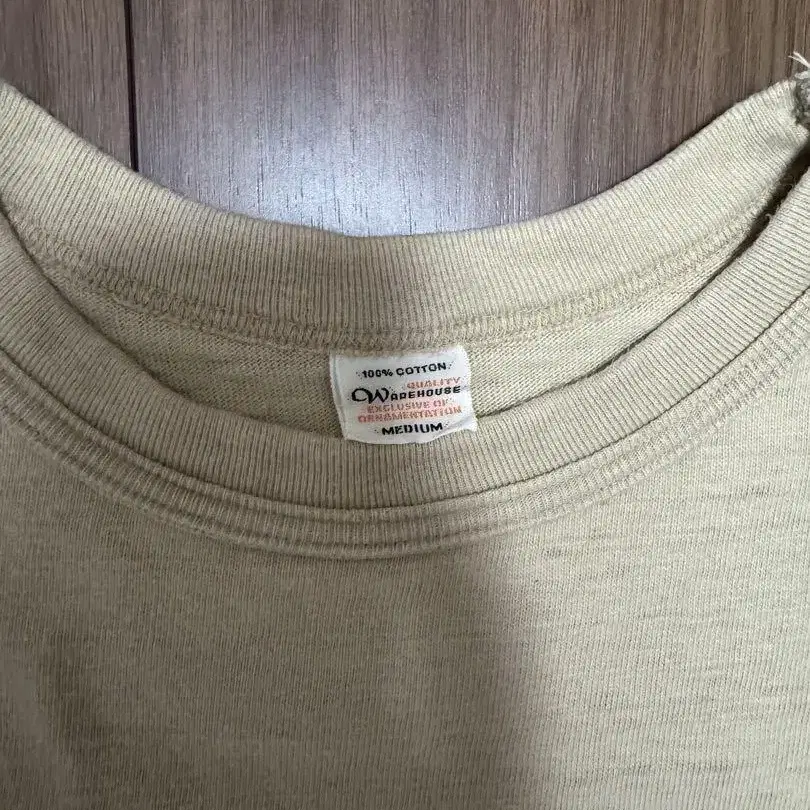 100% COTTON
QUALITY
WAREHOUSE
EXCLUSIVE OF
ORNAMENTATION
MEDIUM